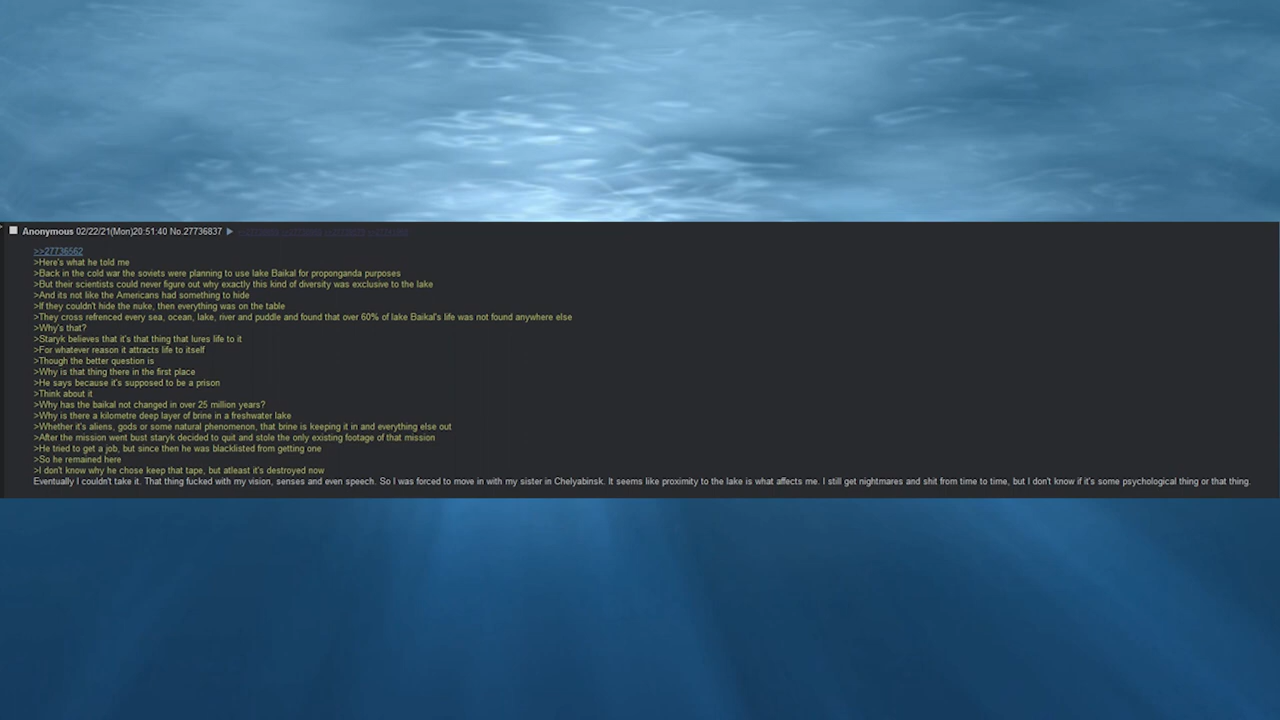 Anonymous 02/22/21(Mon)20:51:40 No.27736837
>>27736562
>Here's what he told me
>Back in the cold war the soviets were planning to use lake Baikal for proponganda purposes
>But their scientists could never figure out why exactly this kind of diversity was exclusive to the lake
>And its not like the Americans had something to hide
>If they couldn't hide the nuke, then everything was on the table
>They cross refrenced every sea, ocean, lake, river and puddle and found that over 60% of lake Baikal's life was not found anywhere else
>Why's that?
>Staryk believes that it's that thing that lures life to it
>For whatever reason it attracts life to itself
>Though the better question is
>Why is that thing there in the first place
>He says because it's supposed to be a prison
>Think about it
>Why has the baikal not changed in over 25 million years?
>Why is there a kilometre deep layer of brine in a freshwater lake
>Whether it's aliens, gods or some natural phenomenon, that brine is keeping it in and everything else out
>After the mission went bust staryk decided to quit and stole the only existing footage of that mission
>He tried to get a job, but since then he was blacklisted from getting one
>So he remained here
>I don't know why he chose keep that tape, but atleast it's destroyed now
Eventually I couldn't take it. That thing fucked with my vision, senses and even speech. So I was forced to move in with my sister in Chelyabinsk. It seems like proximity to the lake is what affects me. I still get nightmares and shit from time to time, but I don't know if it's some psychological thing or that thing.